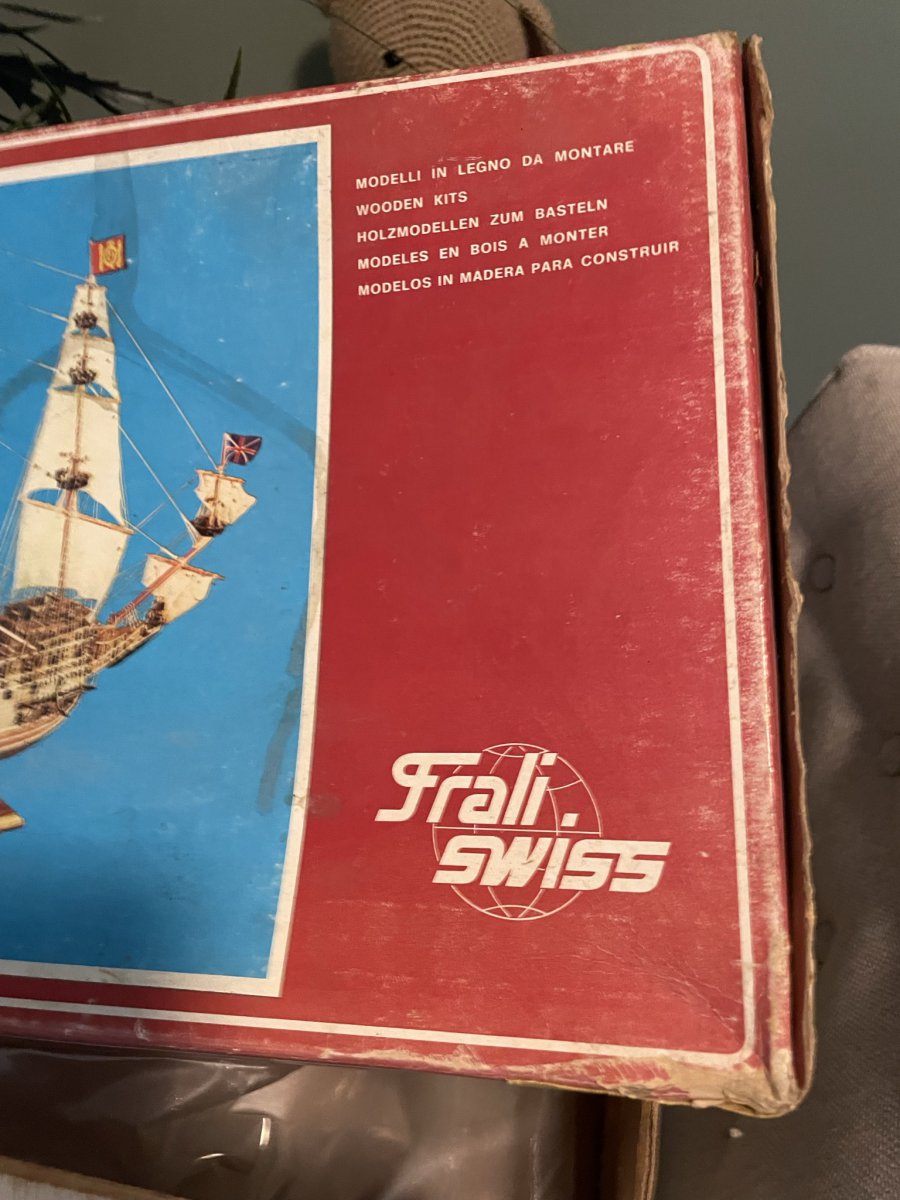 MODELLI IN LEGNO DA MONTARE
WOODEN KITS
HOLZMODELLEN ZUM BASTELN
MODELES EN BOIS A MONTER
MODELOS IN MADERA PARA CONSTRUIR
Frali.
swiss